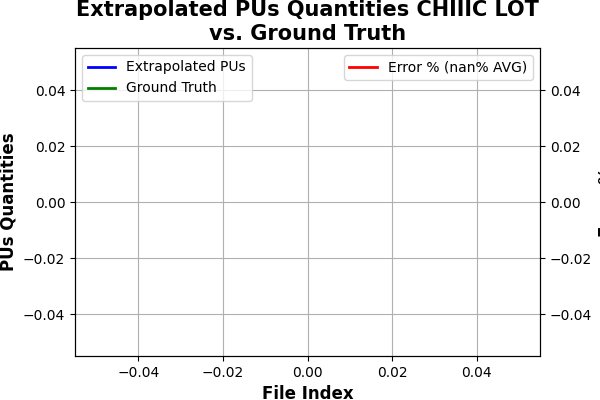 Extrapolated PUs Quantities CHIIIC LOT
vs. Ground Truth
Extrapolated PUs
Ground Truth
Error % (nan% AVG)
PUs Quantities
0.04
0.02
0.00
−0.02
−0.04
0.04
0.02
0.00
−0.02
−0.04
−0.04
−0.02
0.00
0.02
0.04
File Index